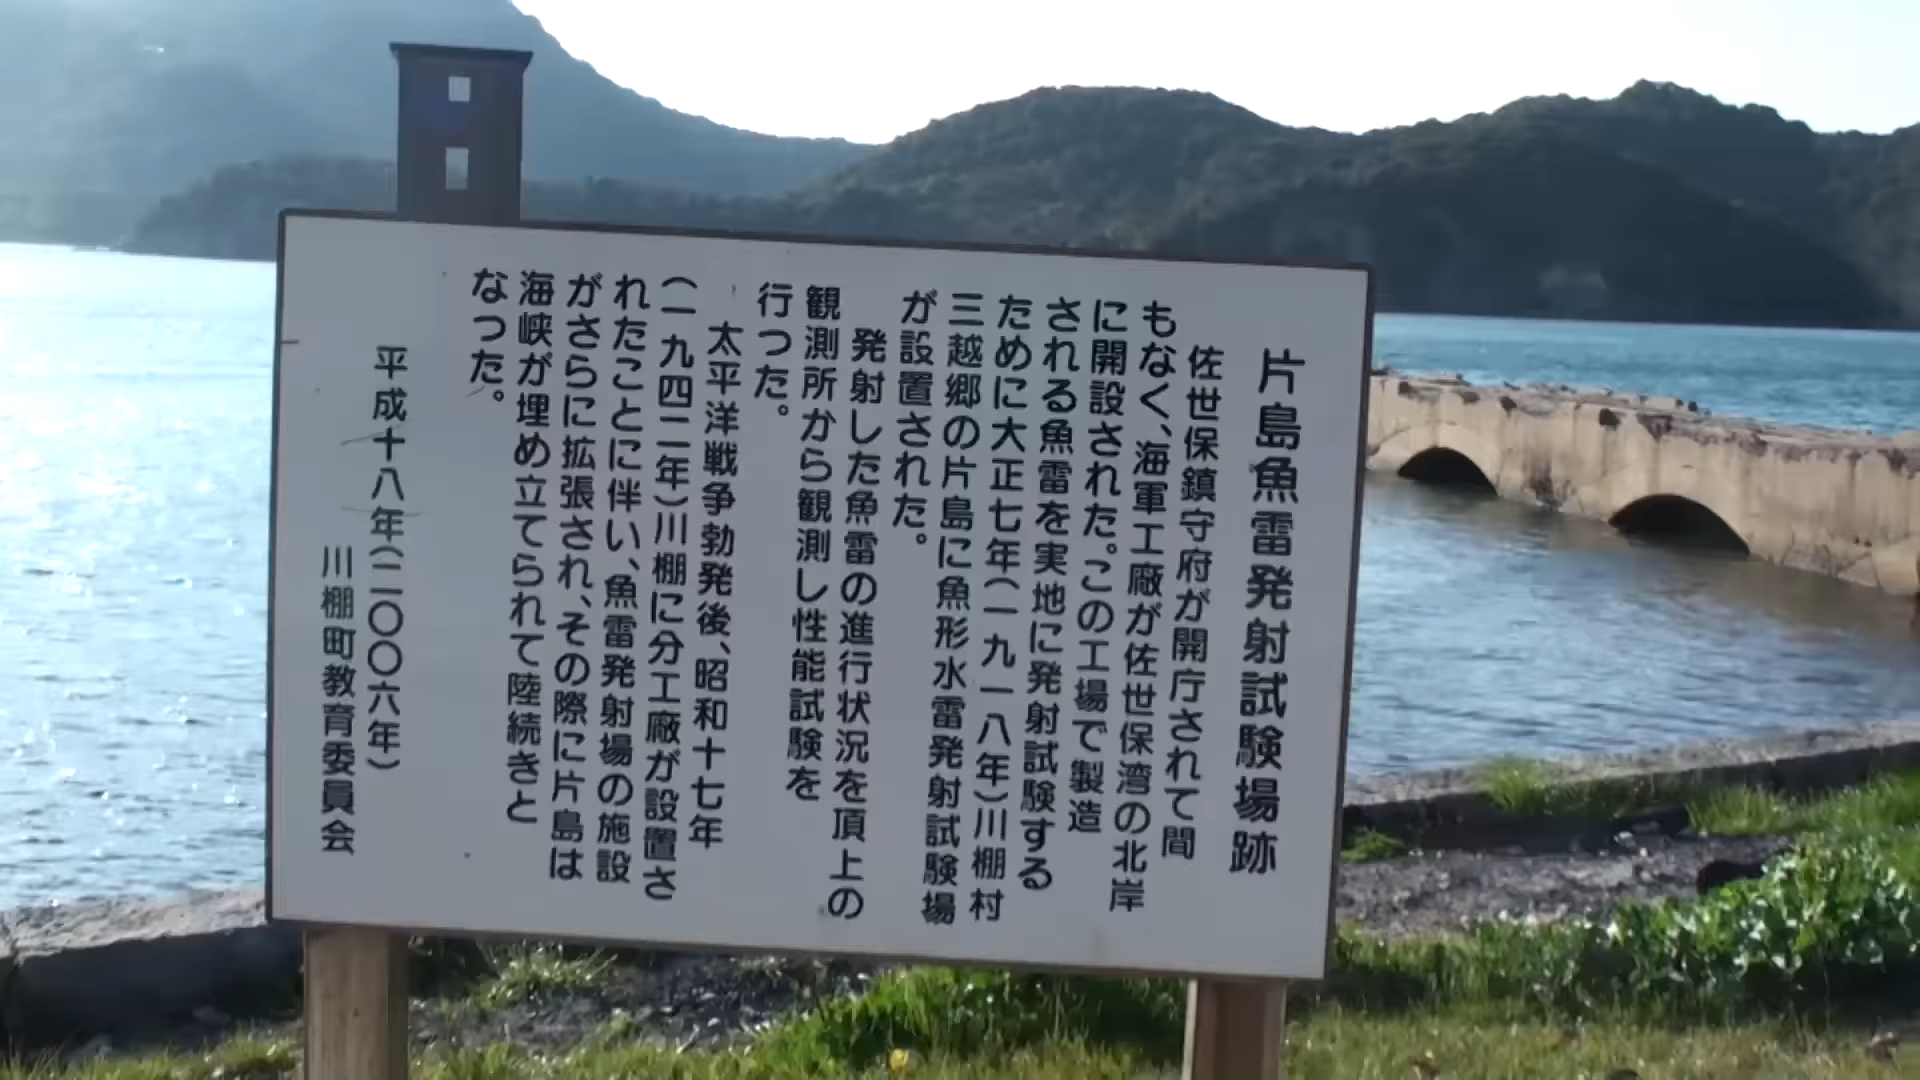 片島魚雷発射試験場跡
佐世保鎮守府が開庁されて間
もなく、海軍工廠が佐世保湾の北岸
に開設された。この工場で製造
される魚雷を実地に発射試験する
ために大正七年(一九一八年)川棚村
三越郷の片島に魚形水雷発射試験場
が設置された。
発射した魚雷の進行状況を頂上の
観測所から観測し性能試験を
行つた。
太平洋戦争勃発後、昭和十七年
(一九四二年)川棚に分工廠が設置さ
れたことに伴い、魚雷発射場の施設
がさらに拡張され、その際に片島は
海峡が埋め立てられて陸続きと
なつた。
平成十八年(二〇〇六年)
川棚町教育委員会